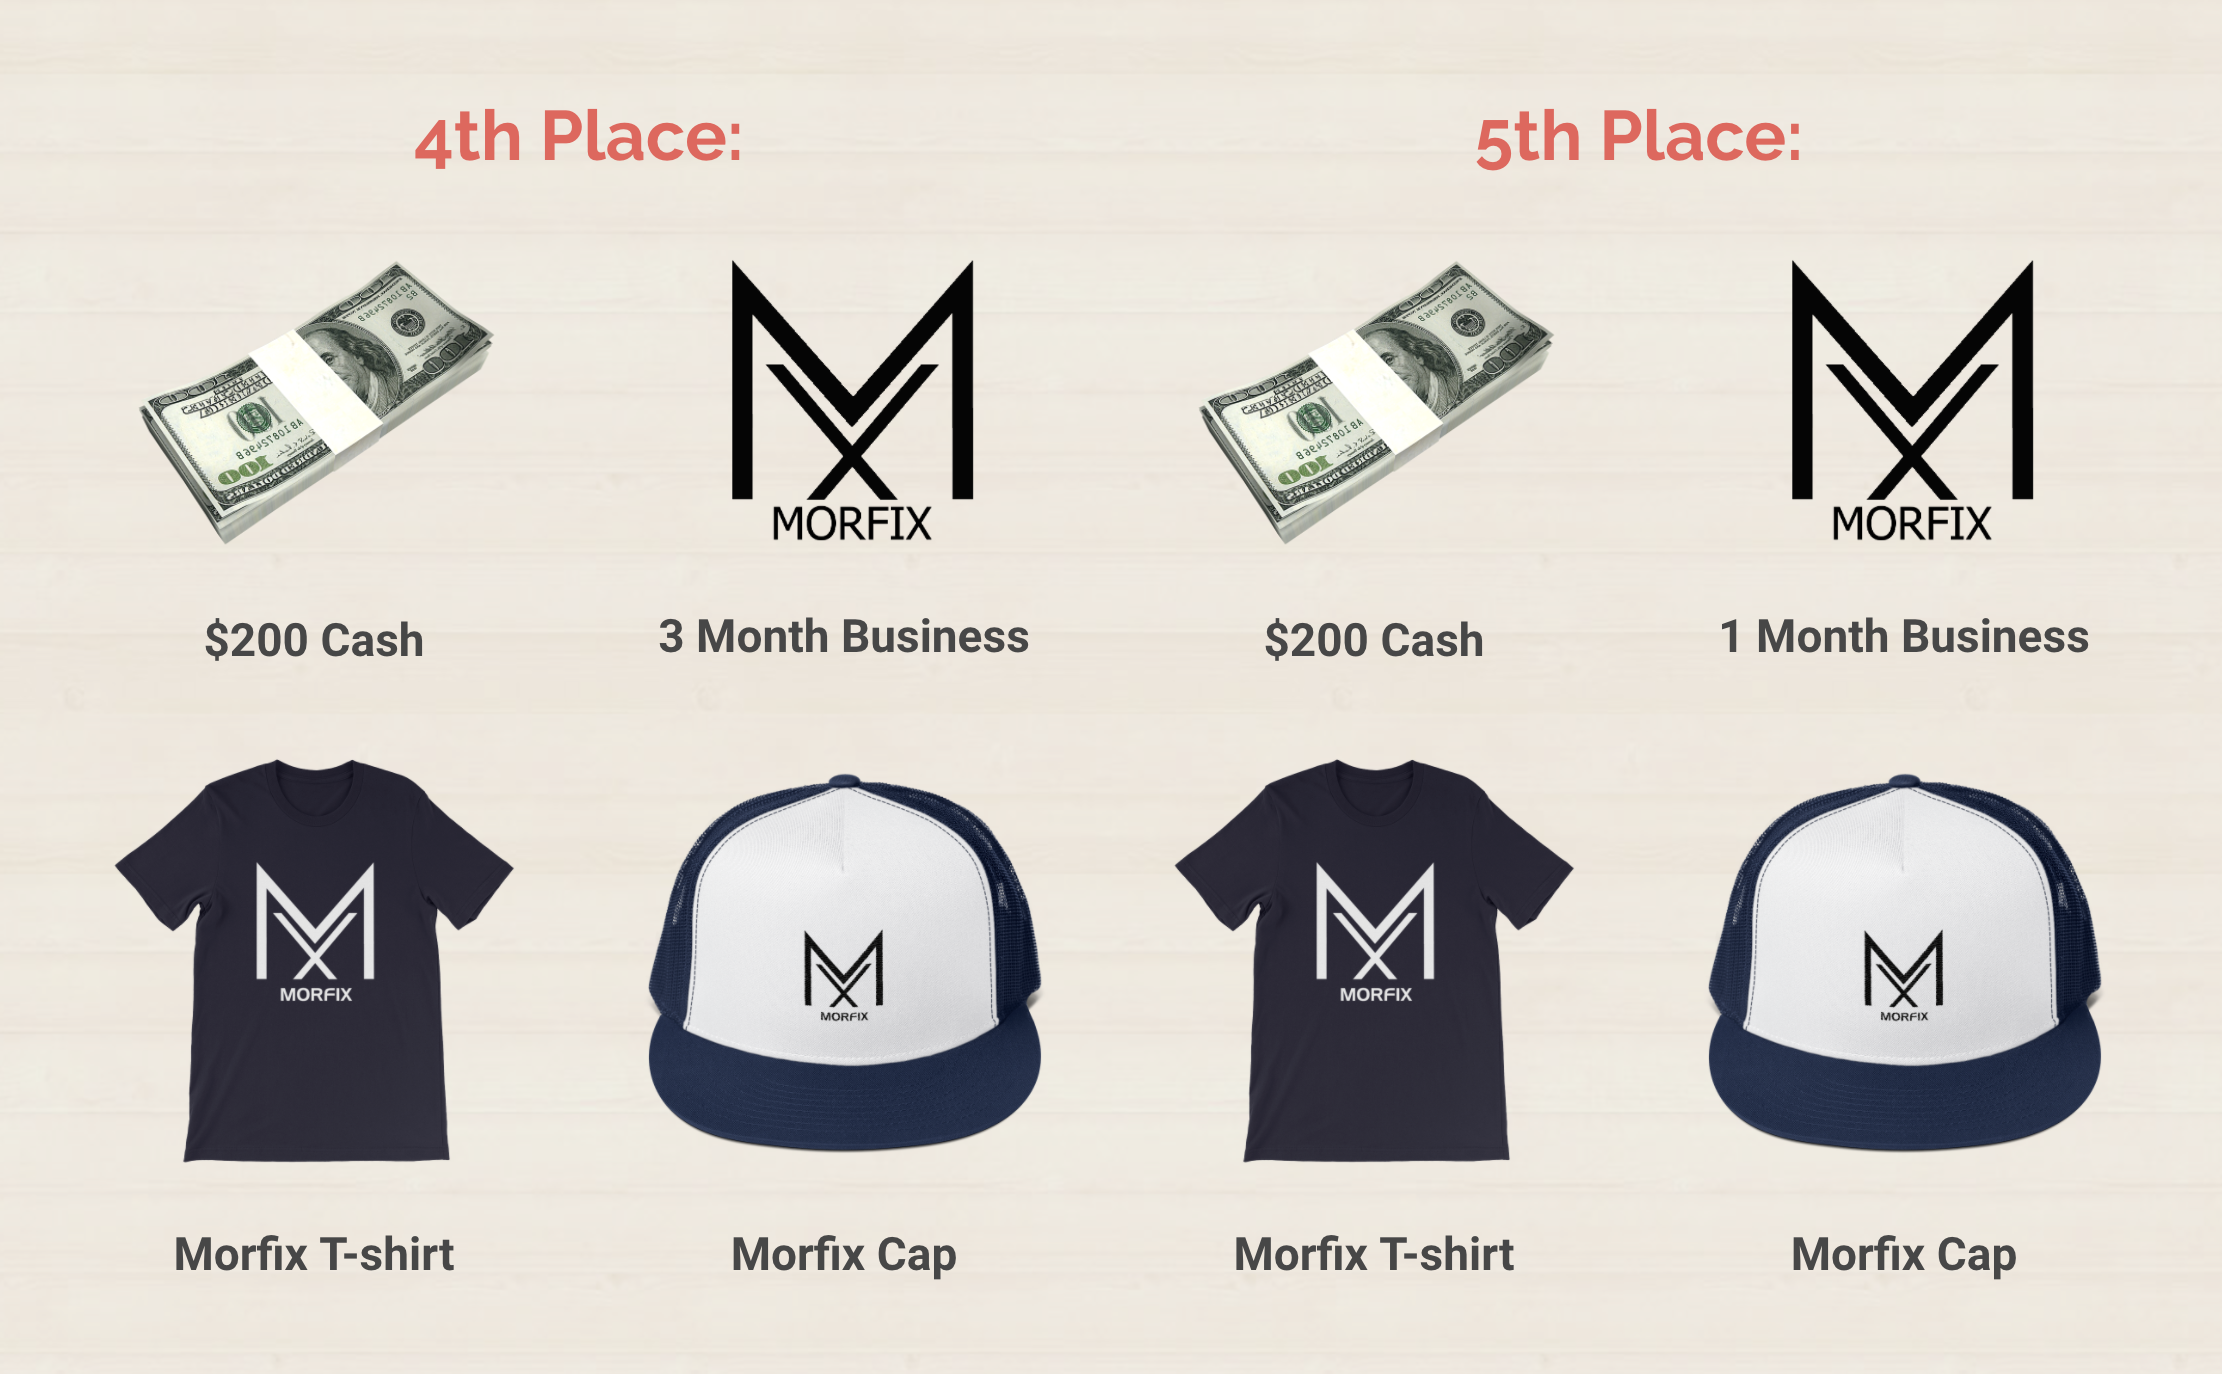 4th Place:
5th Place:
MORFIX
MORFIX
$200 Cash
3 Month Business
$200 Cash
1 Month Business
MORFIX
MORFIX
MORFIX
MORFIX
Morfix T-shirt
Morfix Cap
Morfix T-shirt
Morfix Cap